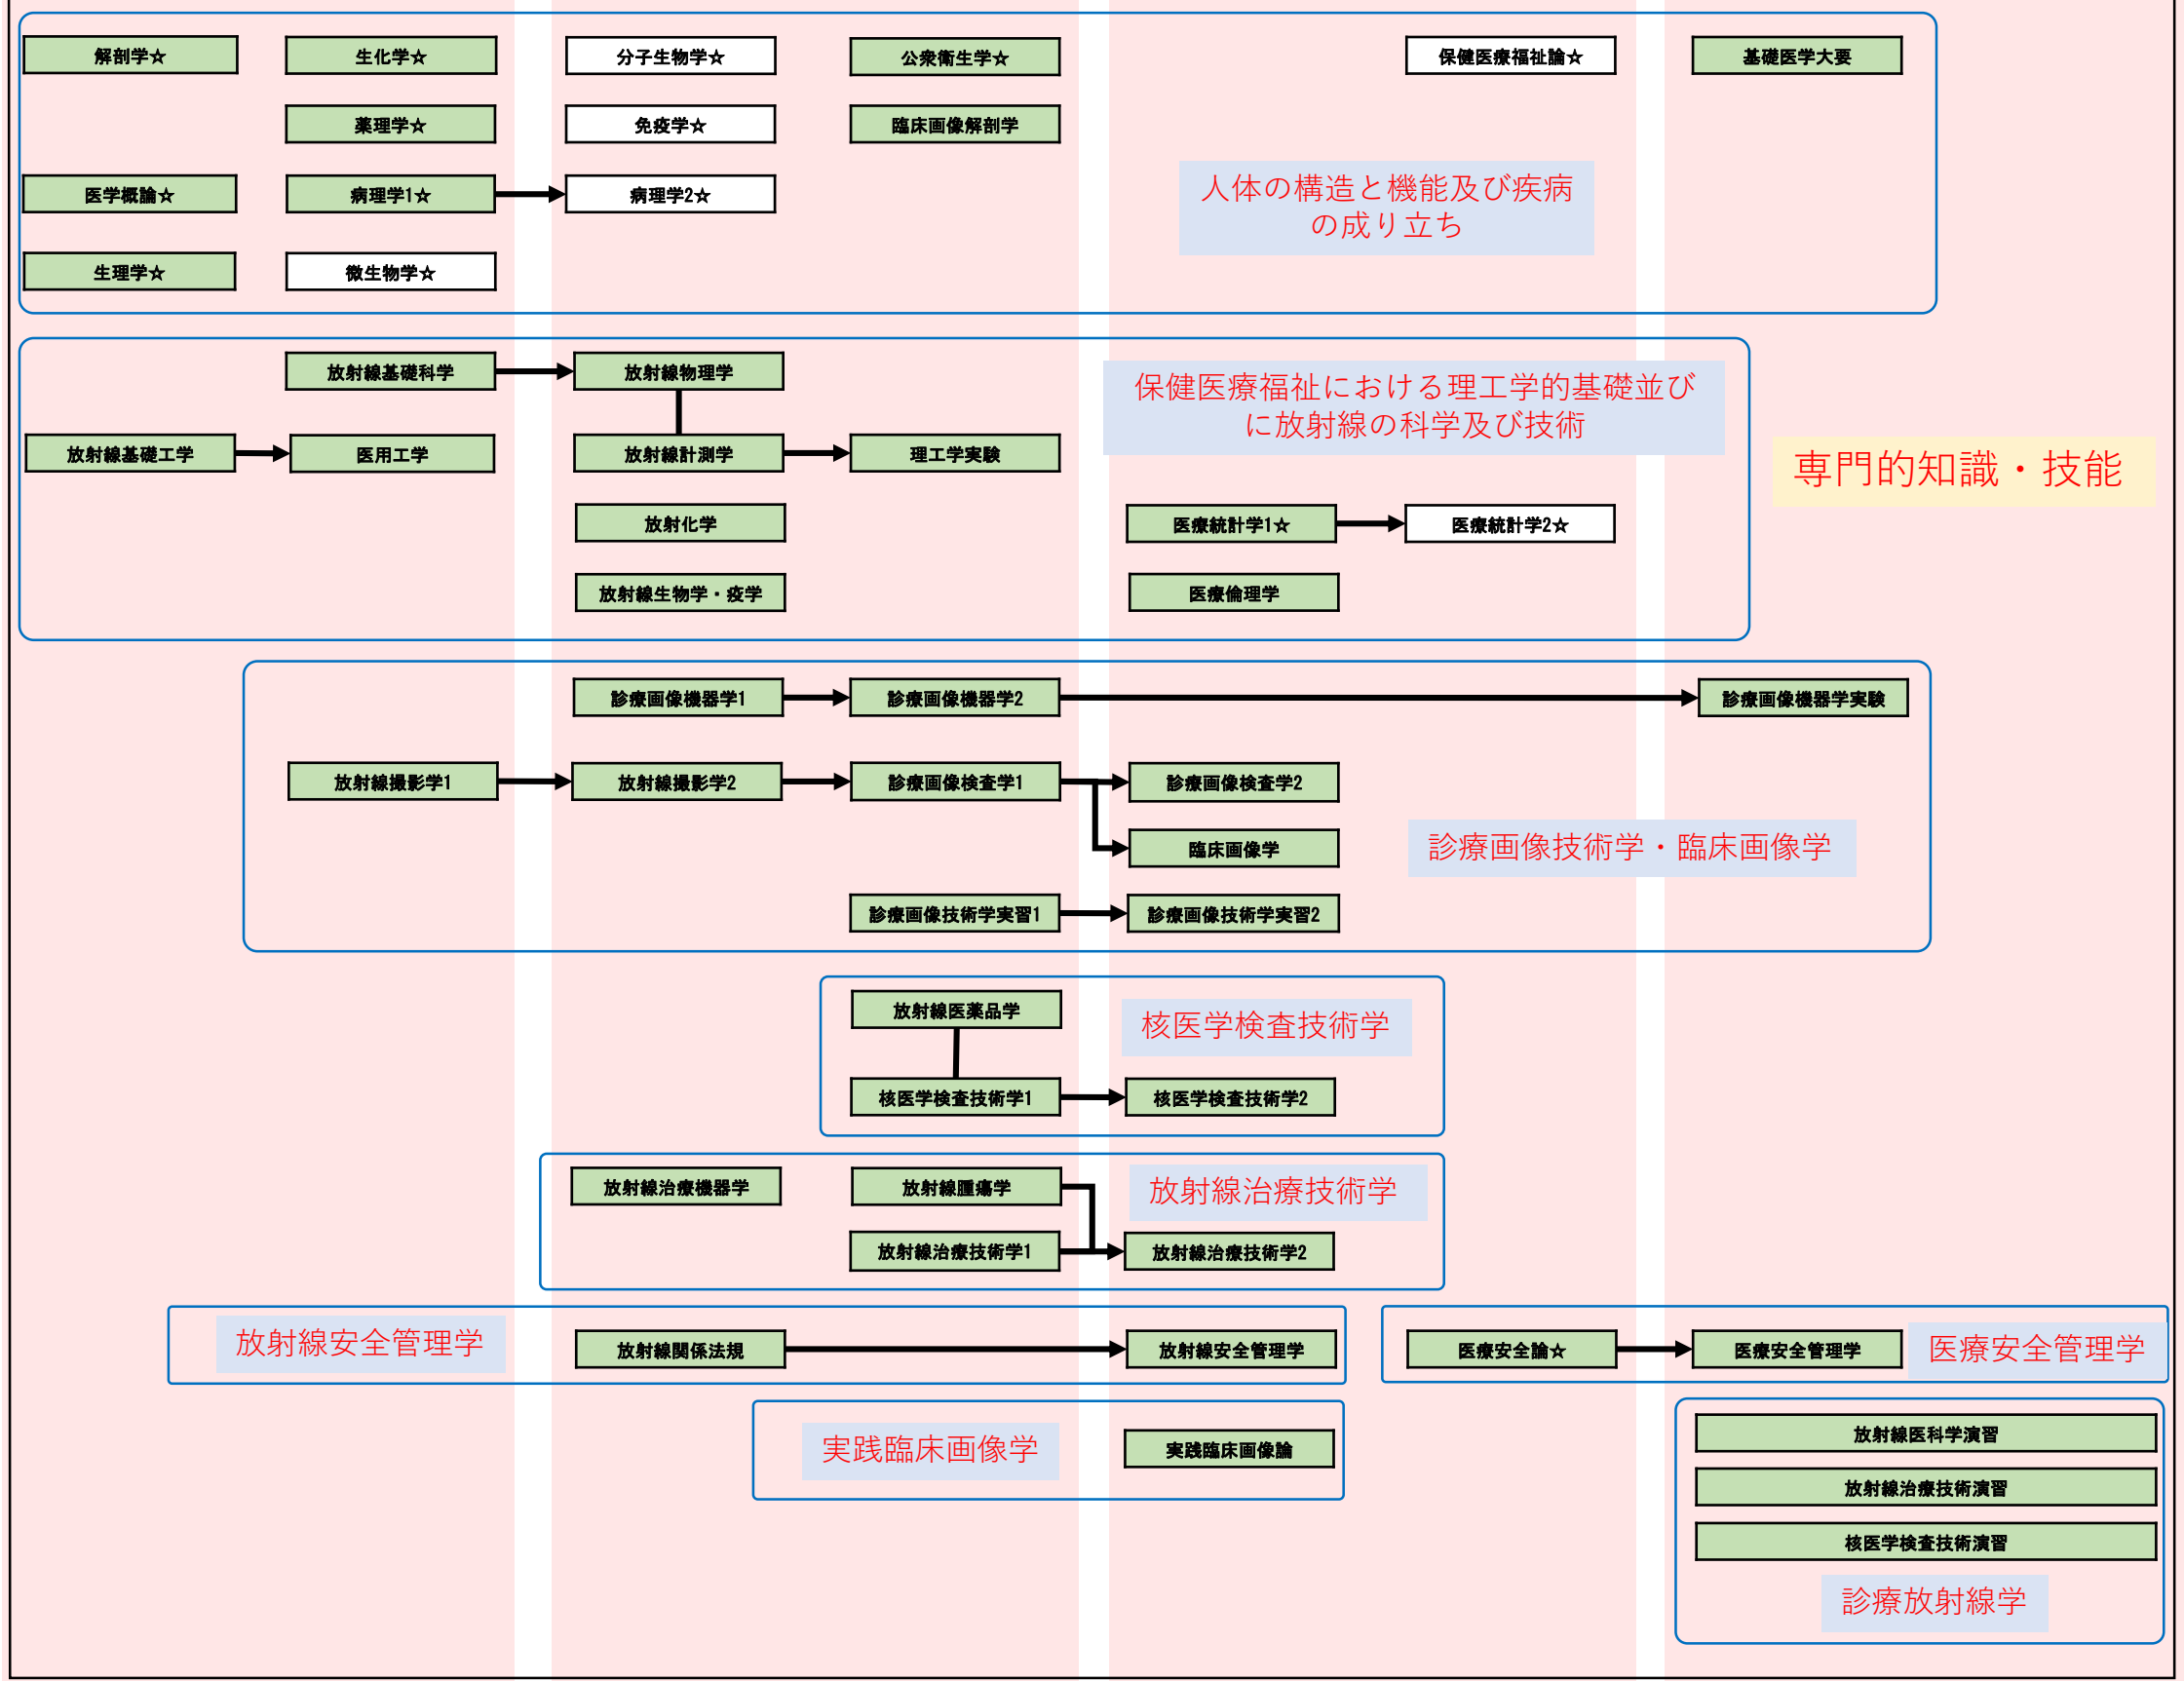 解剖学☆
生化学☆
分子生物学☆
公衆衛生学☆
保健医療福祉論☆
基礎医学大要
薬理学☆
免疫学☆
臨床画像解剖学
医学概論☆
病理学1☆
病理学2☆
人体の構造と機能及び疾病
の成り立ち
生理学☆
微生物学☆
放射線基礎科学
放射線物理学
保健医療福祉における理工学的基礎並び
に放射線の科学及び技術
放射線基礎工学
医用工学
放射線計測学
理工学実験
専門的知識・技能
放射化学
医療統計学1☆
医療統計学2☆
放射線生物学・疫学
医療倫理学
診療画像機器学1
診療画像機器学2
診療画像機器学実験
放射線撮影学1
放射線撮影学2
診療画像検査学1
診療画像検査学2
臨床画像学
診療画像技術学・臨床画像学
診療画像技術学実習1
診療画像技術学実習2
放射線医薬品学
核医学検査技術学
核医学検査技術学1
核医学検査技術学2
放射線治療機器学
放射線腫瘍学
放射線治療技術学
放射線治療技術学1
放射線治療技術学2
放射線安全管理学
放射線関係法規
放射線安全管理学
医療安全論☆
医療安全管理学
医療安全管理学
実践臨床画像学
実践臨床画像論
放射線医科学演習
放射線治療技術演習
核医学検査技術演習
診療放射線学